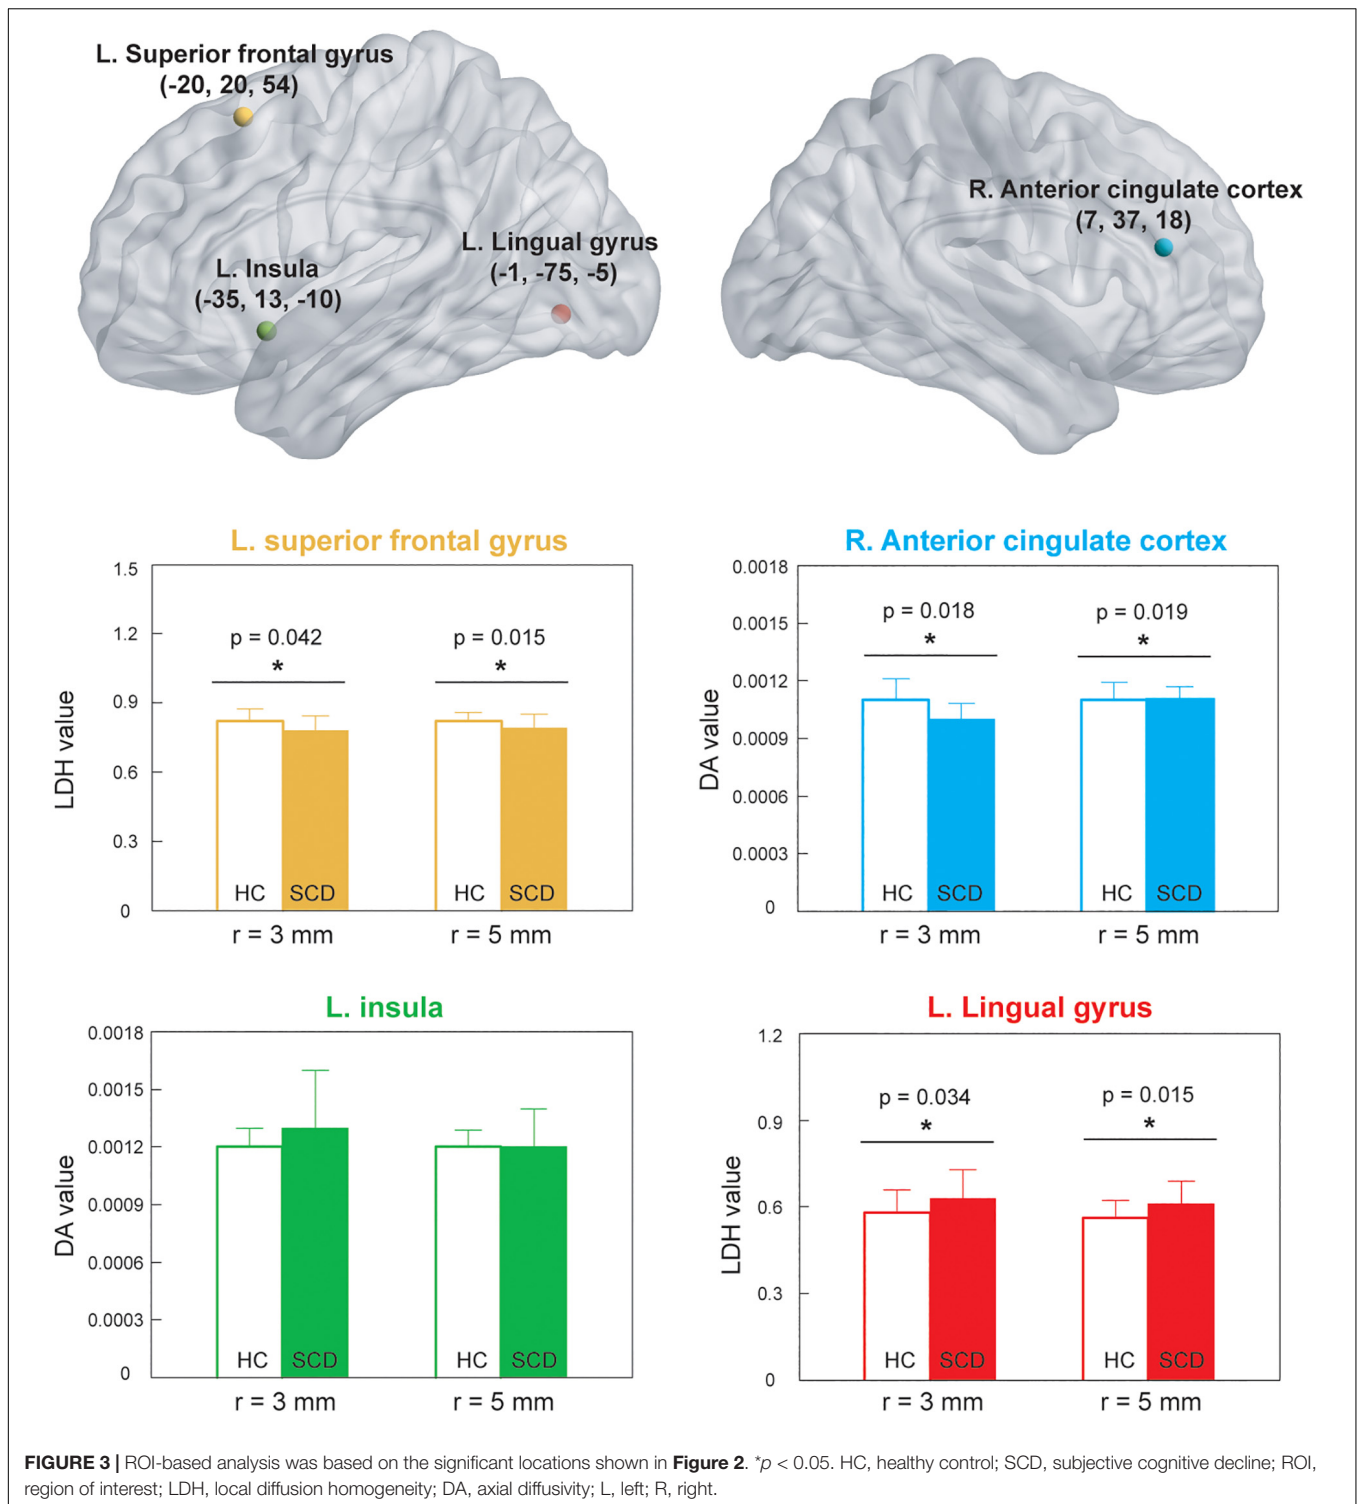 L. Superior frontal gyrus
(-20, 20, 54)
R. Anterior cingulate cortex
(7, 37, 18)
L. Lingual gyrus
(-1, -75, -5)
L. Insula
(-35, 13, -10)
L. superior frontal gyrus
1.5
1.2
0.9
0.6
0.3
0
LDH value
p = 0.042
*
p = 0.015
*
HC SCD HC SCD
r = 3 mm r = 5 mm
R. Anterior cingulate cortex
0.0018
0.0015
0.0012
0.0009
0.0006
0.0003
0
DA value
p = 0.018
*
p = 0.019
*
HC SCD HC SCD
r = 3 mm r = 5 mm
L. insula
0.0018
0.0015
0.0012
0.0009
0.0006
0.0003
0
DA value
HC SCD HC SCD
r = 3 mm r = 5 mm
L. Lingual gyrus
1.2
0.9
0.6
0.3
0
LDH value
p = 0.034
*
p = 0.015
*
HC SCD HC SCD
r = 3 mm r = 5 mm
FIGURE 3 | ROI-based analysis was based on the significant locations shown in Figure 2. *p < 0.05. HC, healthy control; SCD, subjective cognitive decline; ROI,
region of interest; LDH, local diffusion homogeneity; DA, axial diffusivity; L, left; R, right.